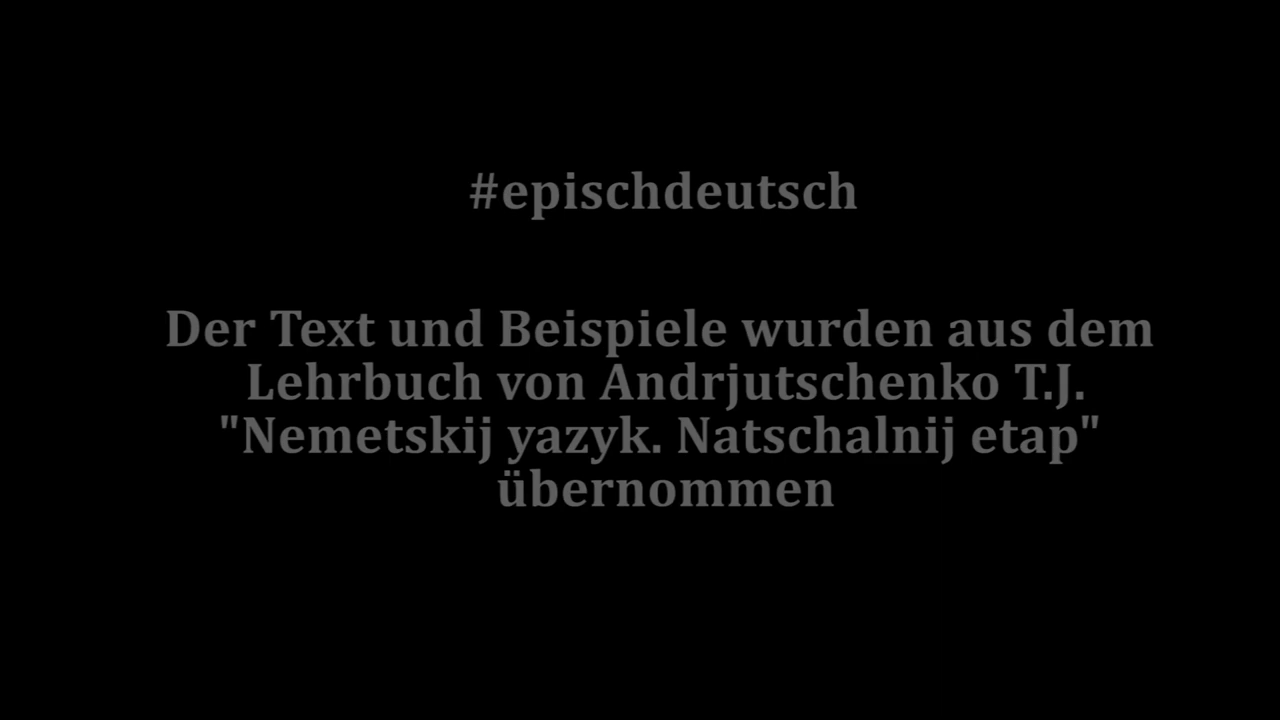 #epischdeutsch
Der Text und Beispiele wurden aus dem
Lehrbuch von Andrjutschenko T.J.
"Nemetskij yazyk. Natschalnij etap"
übernommen